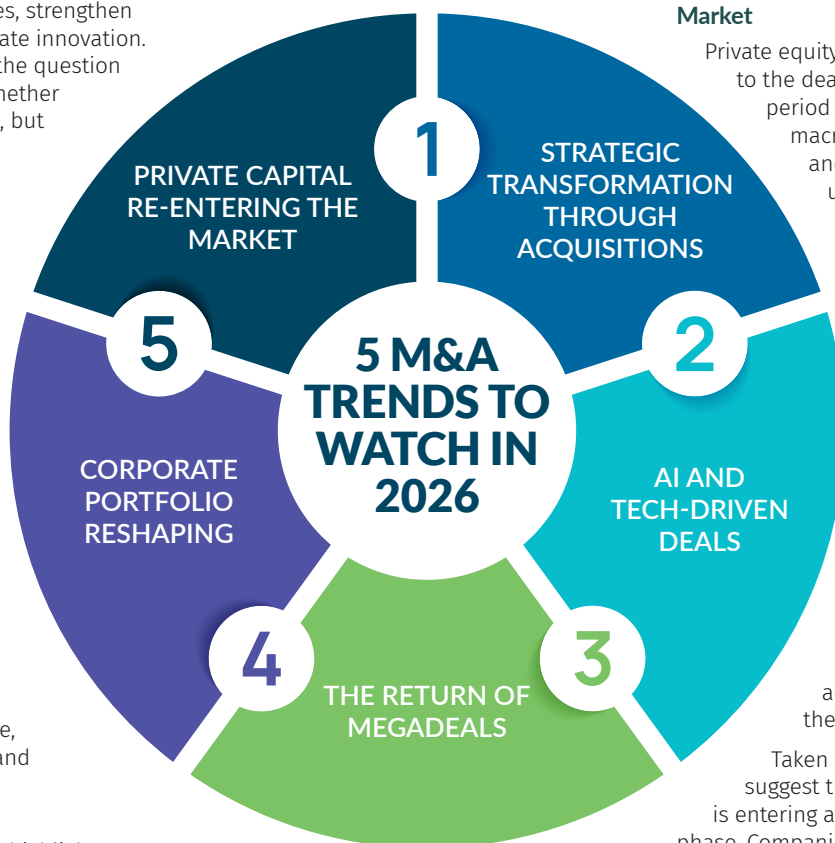 es, strengthen
ate innovation.
the question
hether
, but
Market
Private equity
to the dea
period
macr
an
u
1
STRATEGIC
TRANSFORMATION
THROUGH
ACQUISITIONS
2
AI AND
TECH-DRIVEN
DEALS
3
THE RETURN OF
MEGADEALS
4
CORPORATE
PORTFOLIO
RESHAPING
5
PRIVATE CAPITAL
RE-ENTERING THE
MARKET
5 M&A
TRENDS TO
WATCH IN
2026
e,
and
a
the
Taken
suggest t
is entering a